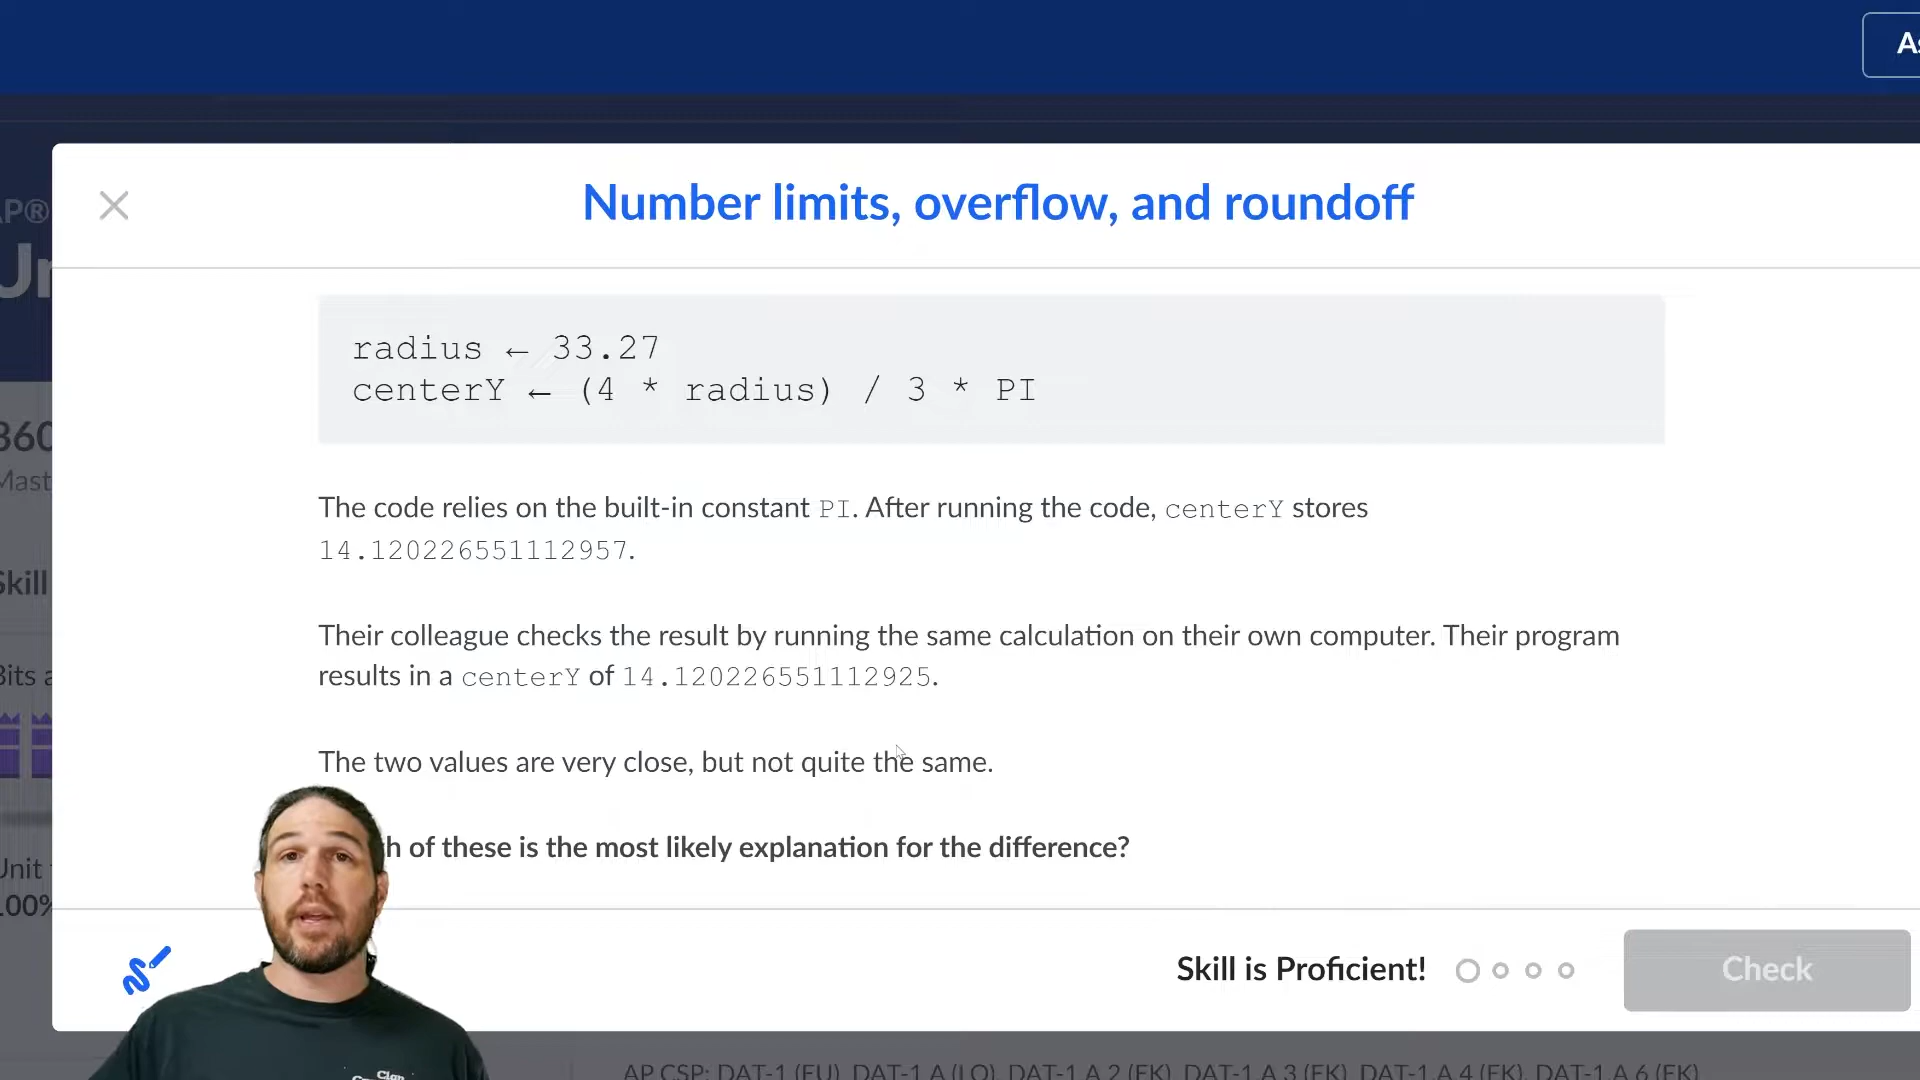 Number limits, overflow, and roundoff
radius ← 33.27
centerY ← (4 * radius) / 3 * PI
The code relies on the built-in constant PI. After running the code, centerY stores
14.120226551112957.
Their colleague checks the result by running the same calculation on their own computer. Their program
results in a centerY of 14.120226551112925.
The two values are very close, but not quite the same.
of these is the most likely explanation for the difference?
Skill is Proficient!
Check
AP CSP: DAT-1 (EU), DAT-1.A (LO), DAT-1.A.2 (EK), DAT-1.A.3 (EK), DAT-1.A.4 (EK), DAT-1.A.6 (EK)